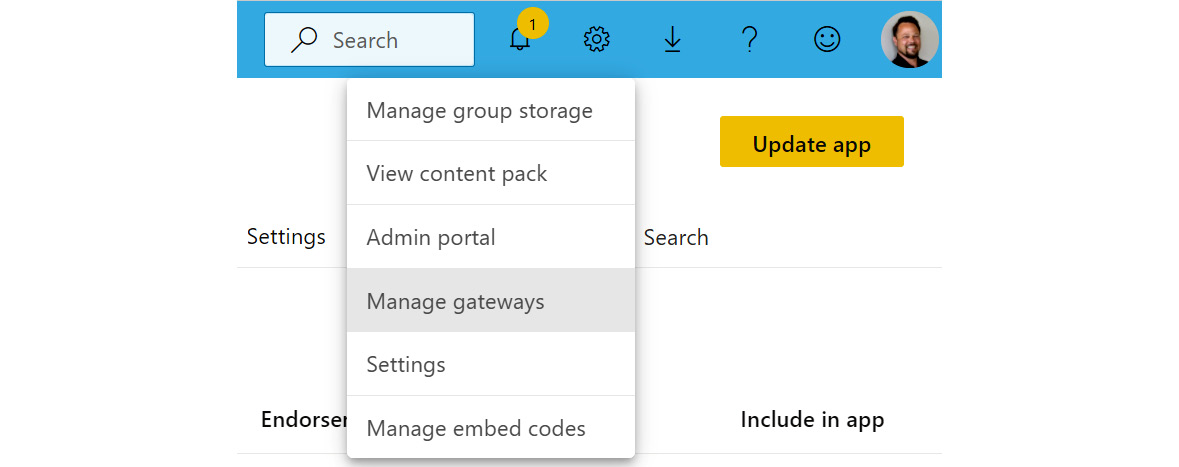 Search
1
?
Manage group storage
Update app
View content pack
Settings
Admin portal
Search
Manage gateways
Settings
Include in app
Manage embed codes